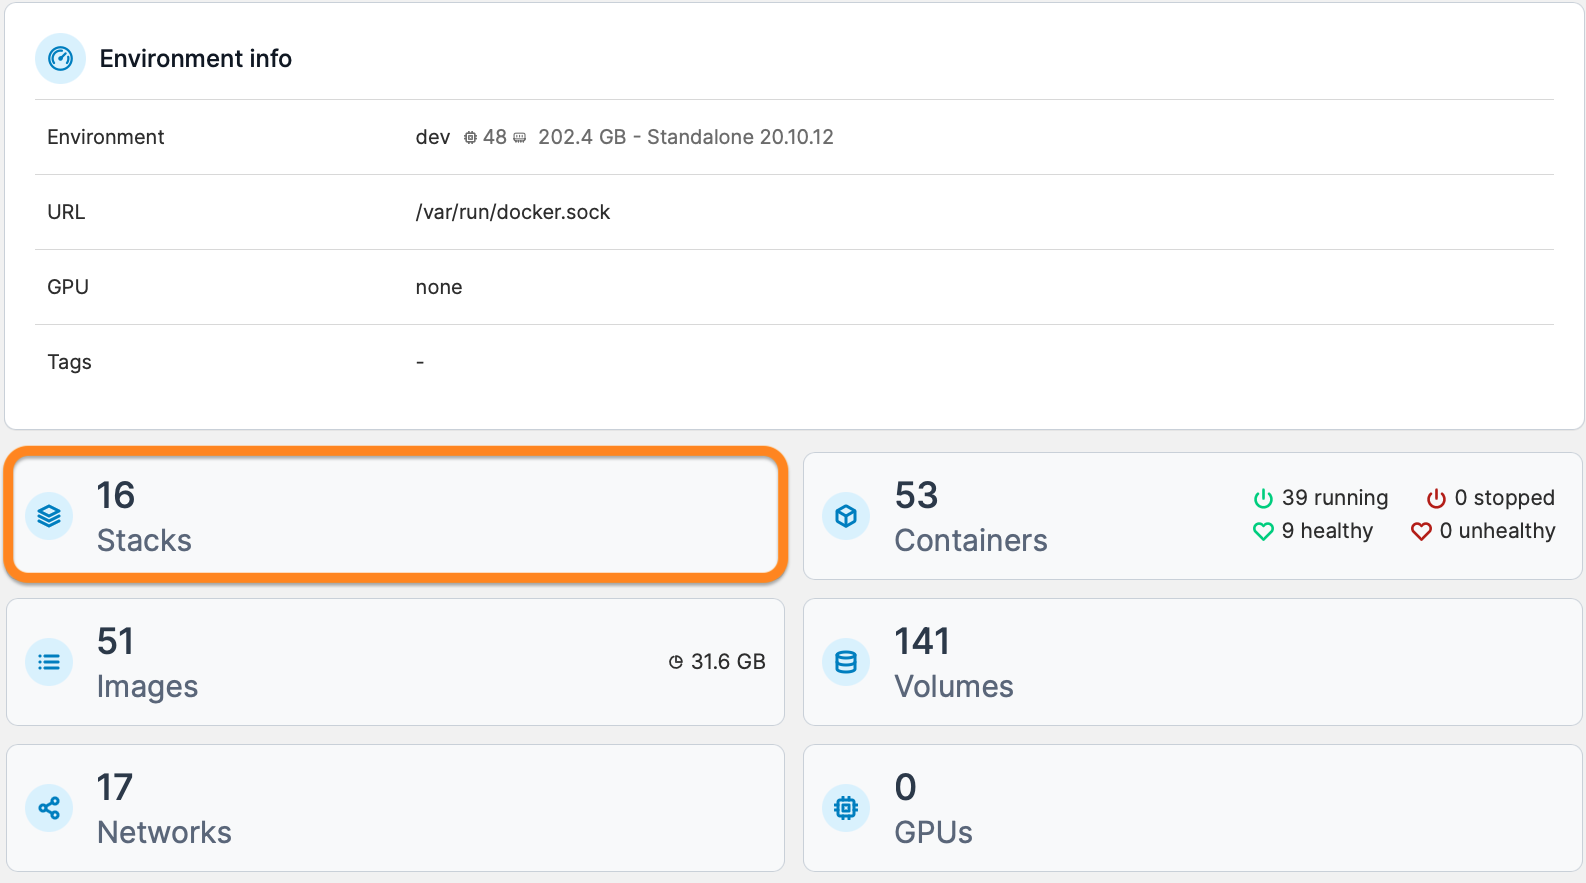 Environment info
Environment dev 48 202.4 GB - Standalone 20.10.12
URL /var/run/docker.sock
GPU none
Tags -
16
Stacks
53
Containers
39 running 0 stopped
9 healthy 0 unhealthy
51
Images
31.6 GB
141
Volumes
17
Networks
0
GPUs